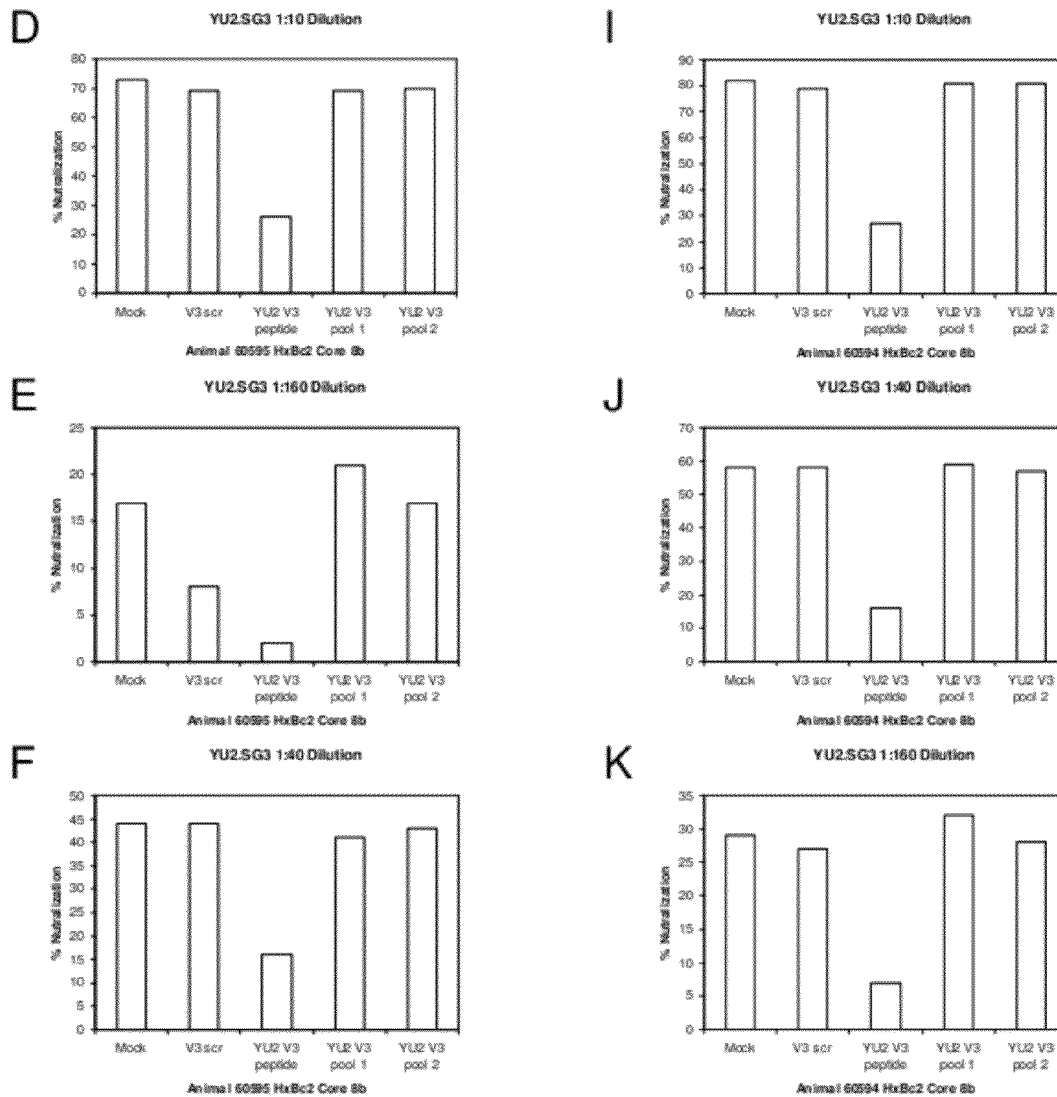 D
YU2.SG3 1:10 Dilution
% Nutralization
80
70
60
50
40
30
20
10
0
Mock
V3 scr
YU2 V3 peptide
YU2 V3 pool 1
YU2 V3 pool 2
Animal 60595 HxBc2 Core 8b
I
YU2.SG3 1:10 Dilution
% Nutralization
90
80
70
60
50
40
30
20
10
0
Mock
V3 scr
YU2 V3 peptide
YU2 V3 pool 1
YU2 V3 pool 2
Animal 60594 HxBc2 Core 8b
E
YU2.SG3 1:160 Dilution
% Nutralization
25
20
15
10
5
0
Mock
V3 scr
YU2 V3 peptide
YU2 V3 pool 1
YU2 V3 pool 2
Animal 60595 HxBc2 Core 8b
J
YU2.SG3 1:40 Dilution
% Nutralization
70
60
50
40
30
20
10
0
Mock
V3 scr
YU2 V3 peptide
YU2 V3 pool 1
YU2 V3 pool 2
Animal 60594 HxBc2 Core 8b
F
YU2.SG3 1:40 Dilution
% Nutralization
50
45
40
35
30
25
20
15
10
5
0
Mock
V3 scr
YU2 V3 peptide
YU2 V3 pool 1
YU2 V3 pool 2
Animal 60595 HxBc2 Core 8b
K
YU2.SG3 1:160 Dilution
% Nutralization
35
30
25
20
15
10
5
0
Mock
V3 scr
YU2 V3 peptide
YU2 V3 pool 1
YU2 V3 pool 2
Animal 60594 HxBc2 Core 8b